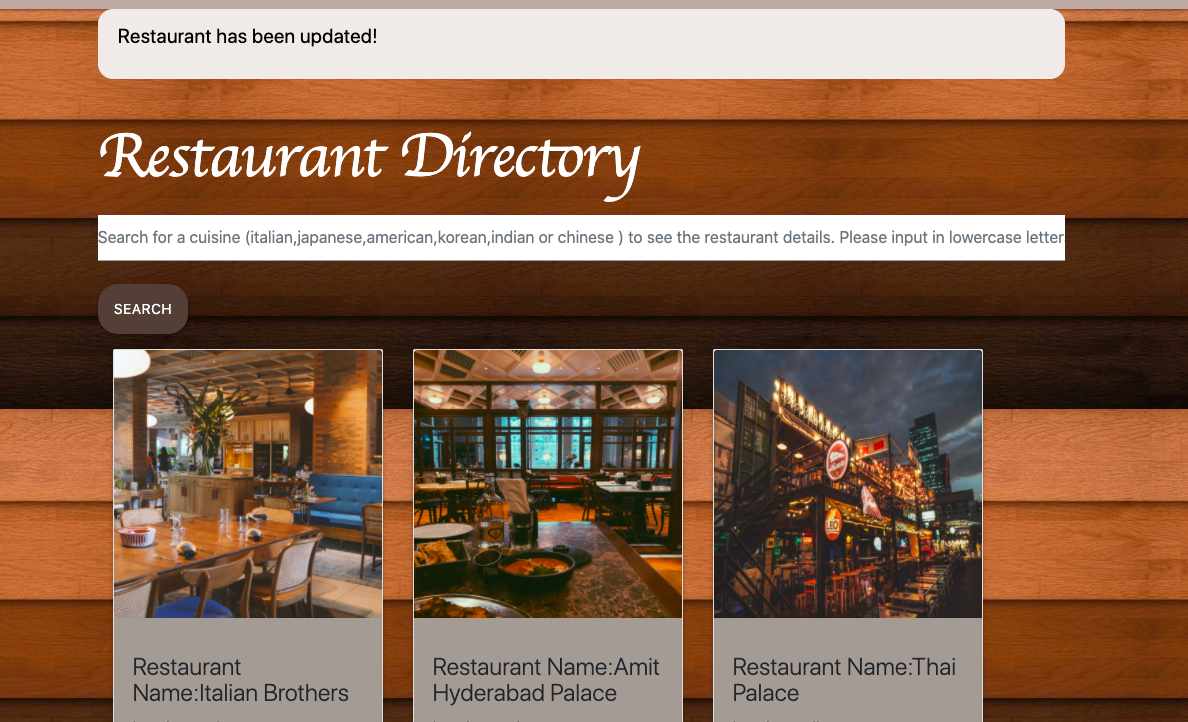 Restaurant has been updated!
Restaurant Directory
Search for a cuisine (italian,japanese,american,korean,indian or chinese ) to see the restaurant details. Please input in lowercase letter
SEARCH
LEO
Restaurant
Name:Italian Brothers
Restaurant Name:Amit
Hyderabad Palace
Restaurant Name:Thai
Palace